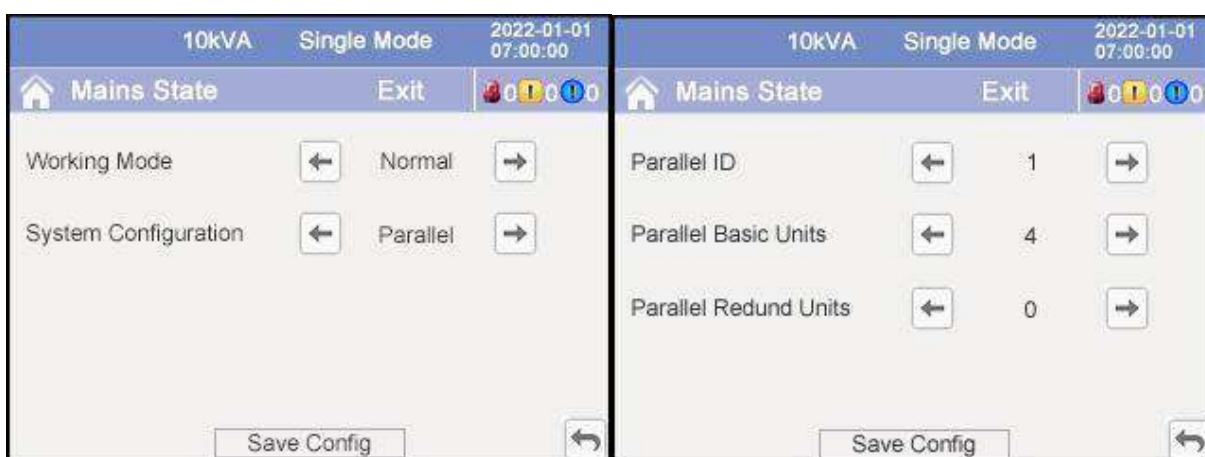 10kVA Single Mode 2022-01-01
07:00:00
Mains State Exit 0 ! 0 ! 0
Working Mode Normal
System Configuration Parallel
Save Config
10kVA Single Mode 2022-01-01
07:00:00
Mains State Exit 0 ! 0 ! 0
Parallel ID 1
Parallel Basic Units 4
Parallel Redund Units 0
Save Config